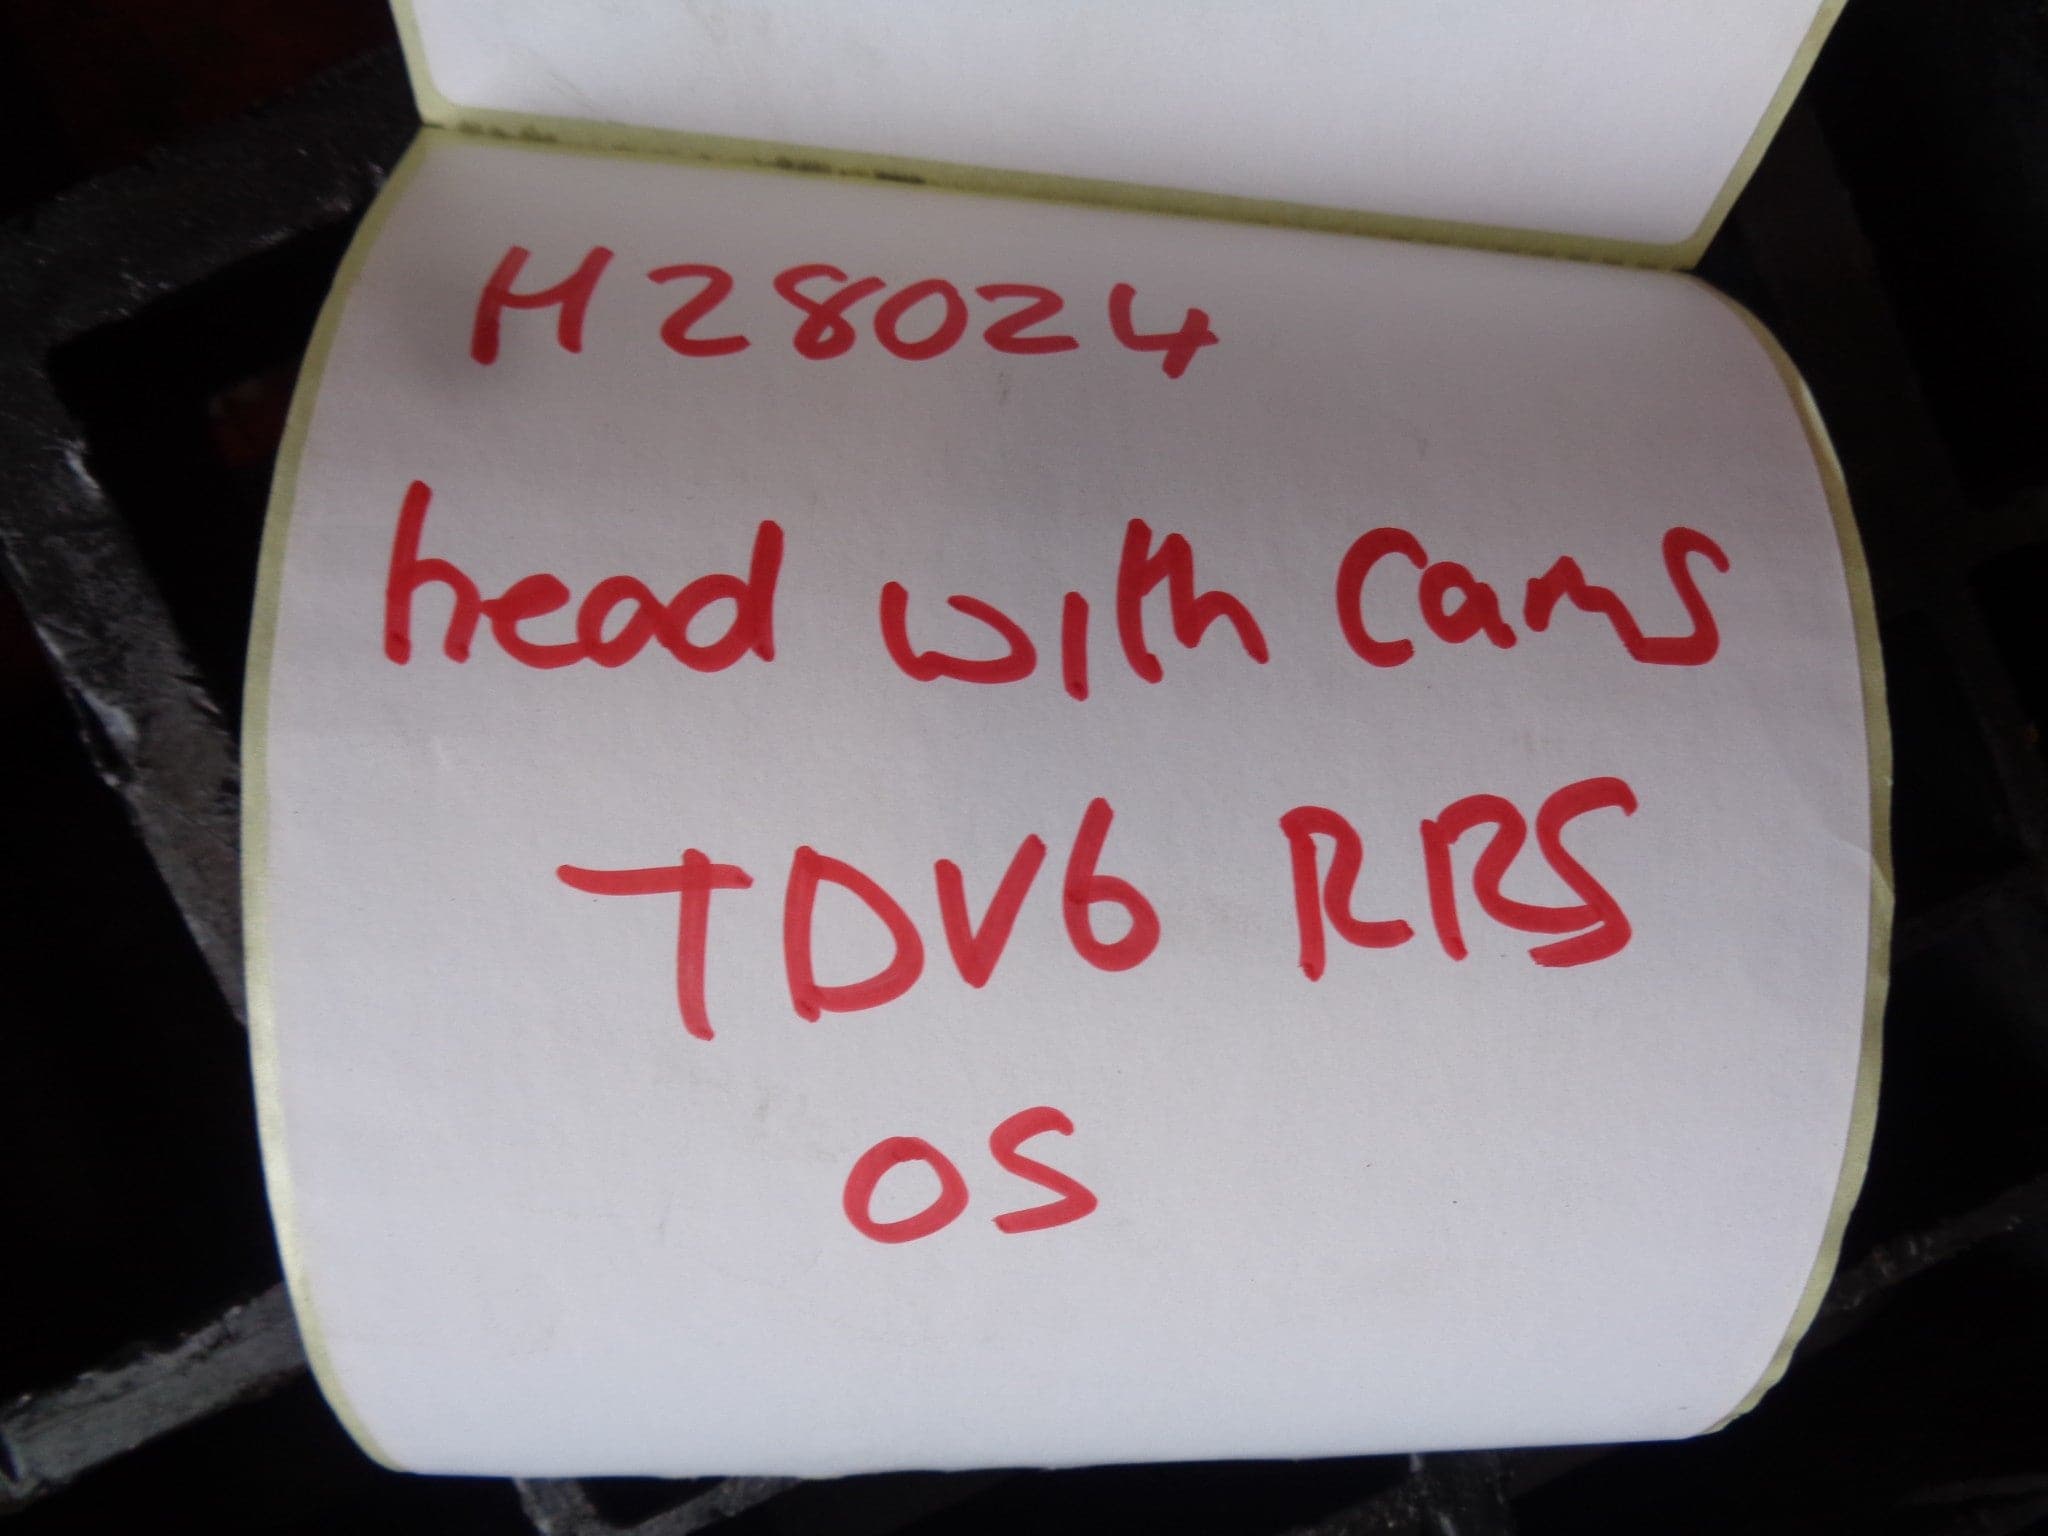 H28024
head with cams
TDV6 RRS
OS